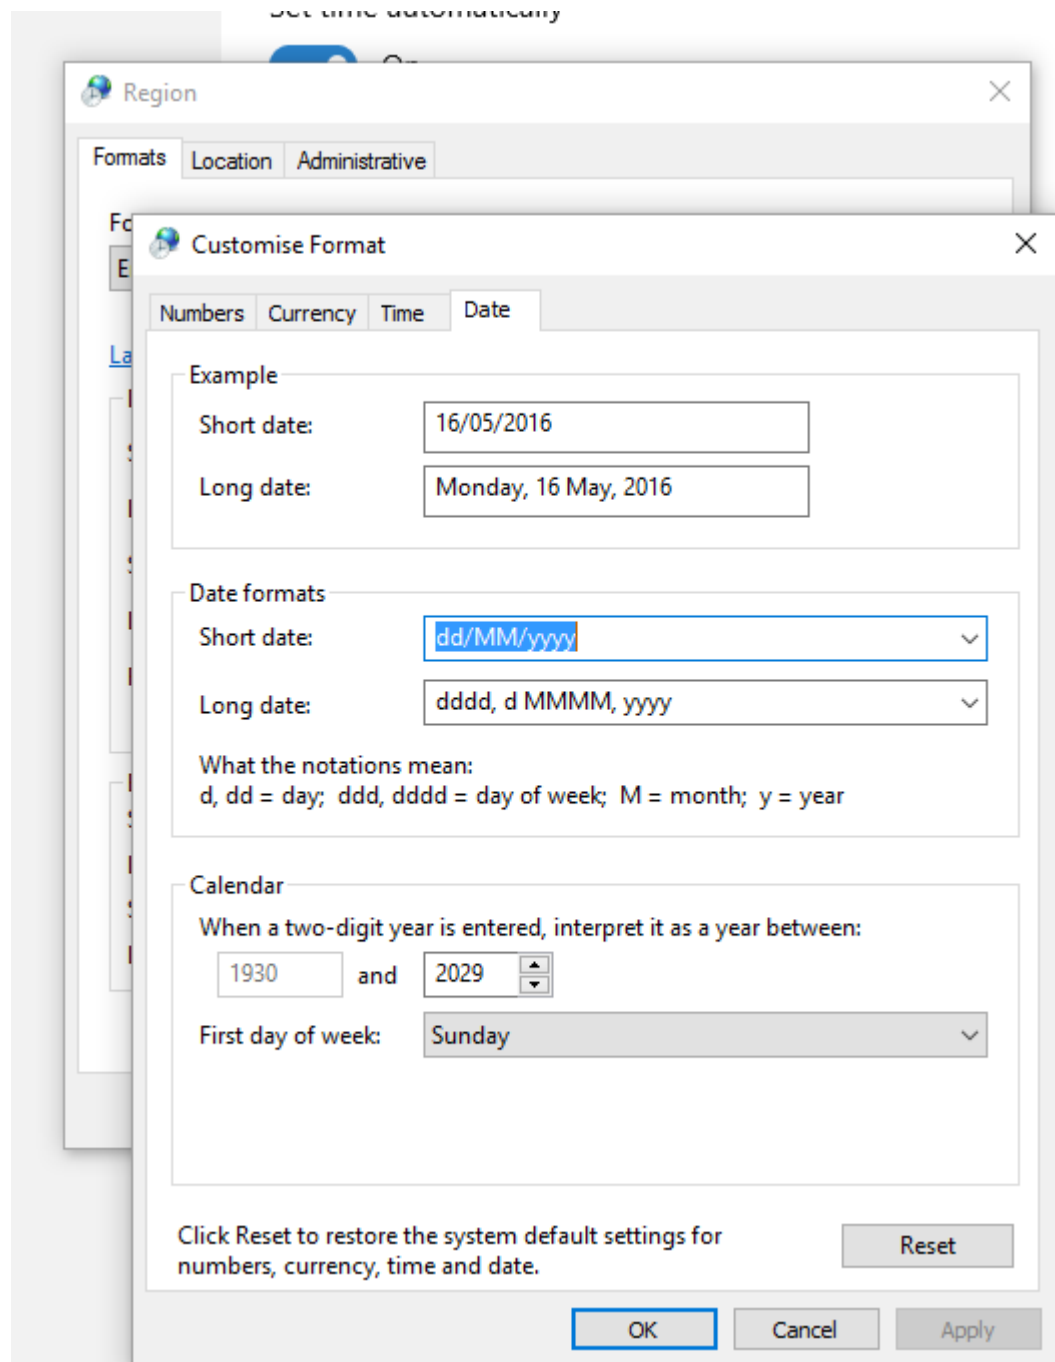 Set time automatically
On
Region
Formats Location Administrative
Customise Format
Numbers Currency Time Date
Example
Short date: 16/05/2016
Long date: Monday, 16 May, 2016
Date formats
Short date: dd/MM/yyyy
Long date: dddd, d MMMM, yyyy
What the notations mean:
d, dd = day; ddd, dddd = day of week; M = month; y = year
Calendar
When a two-digit year is entered, interpret it as a year between:
1930 and 2029
First day of week: Sunday
Click Reset to restore the system default settings for
numbers, currency, time and date.
Reset
OK Cancel Apply